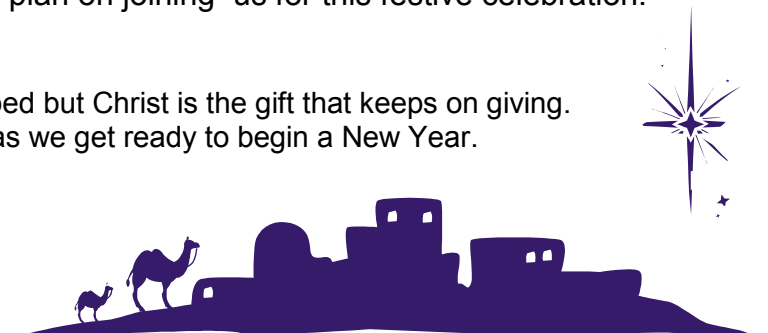 plan on joining us for this festive celebration.
but Christ is the gift that keeps on giving.
as we get ready to begin a New Year.